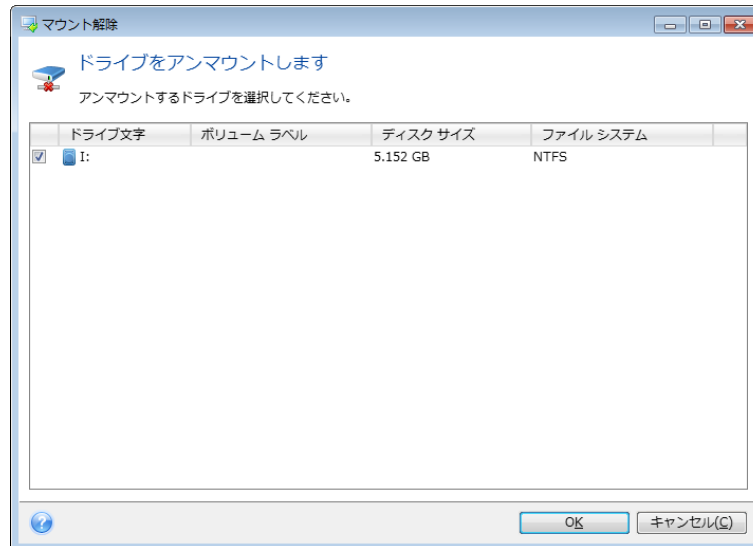 マウント解除
ドライブをアンマウントします
アンマウントするドライブを選択してください。
ドライブ文字 ボリューム ラベル ディスク サイズ ファイル システム
I: 5.152 GB NTFS
OK キャンセル(C)